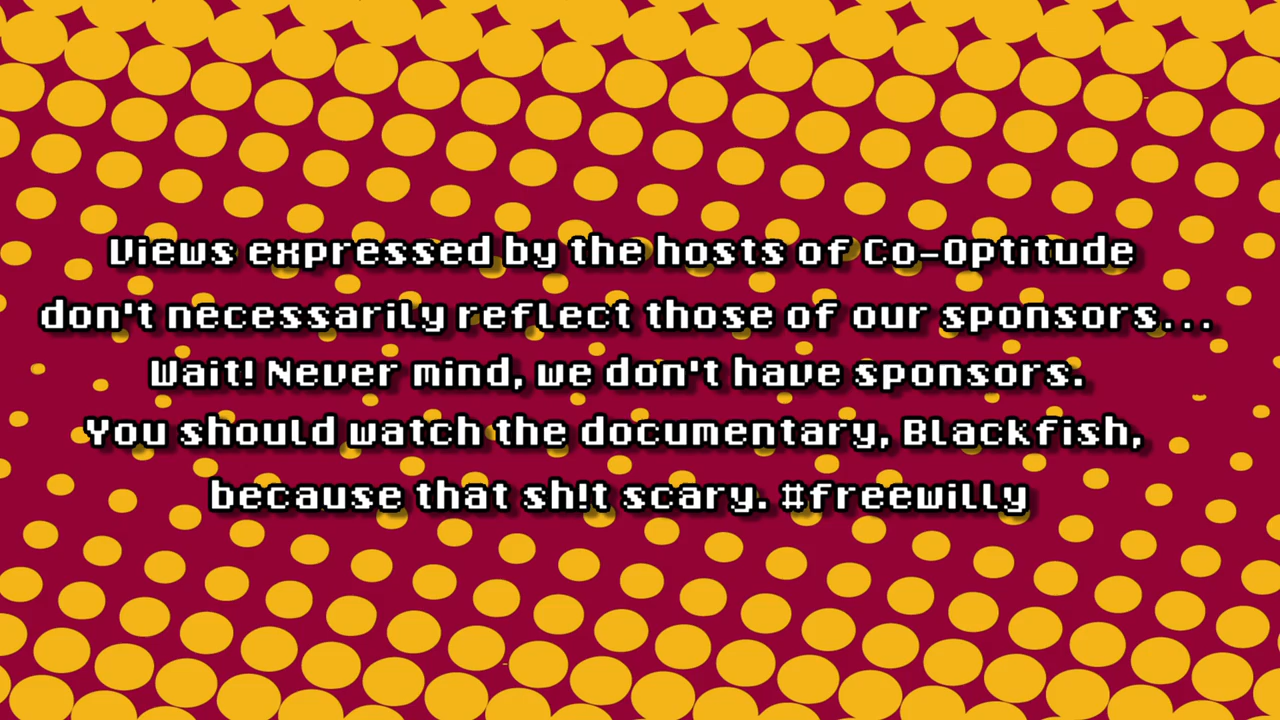 Views expressed by the hosts of Co-Optitude
don't necessarily reflect those of our sponsors...
Wait! Never mind, we don't have sponsors.
You should watch the documentary, Blackfish,
because that sh!t scary. #freewilly